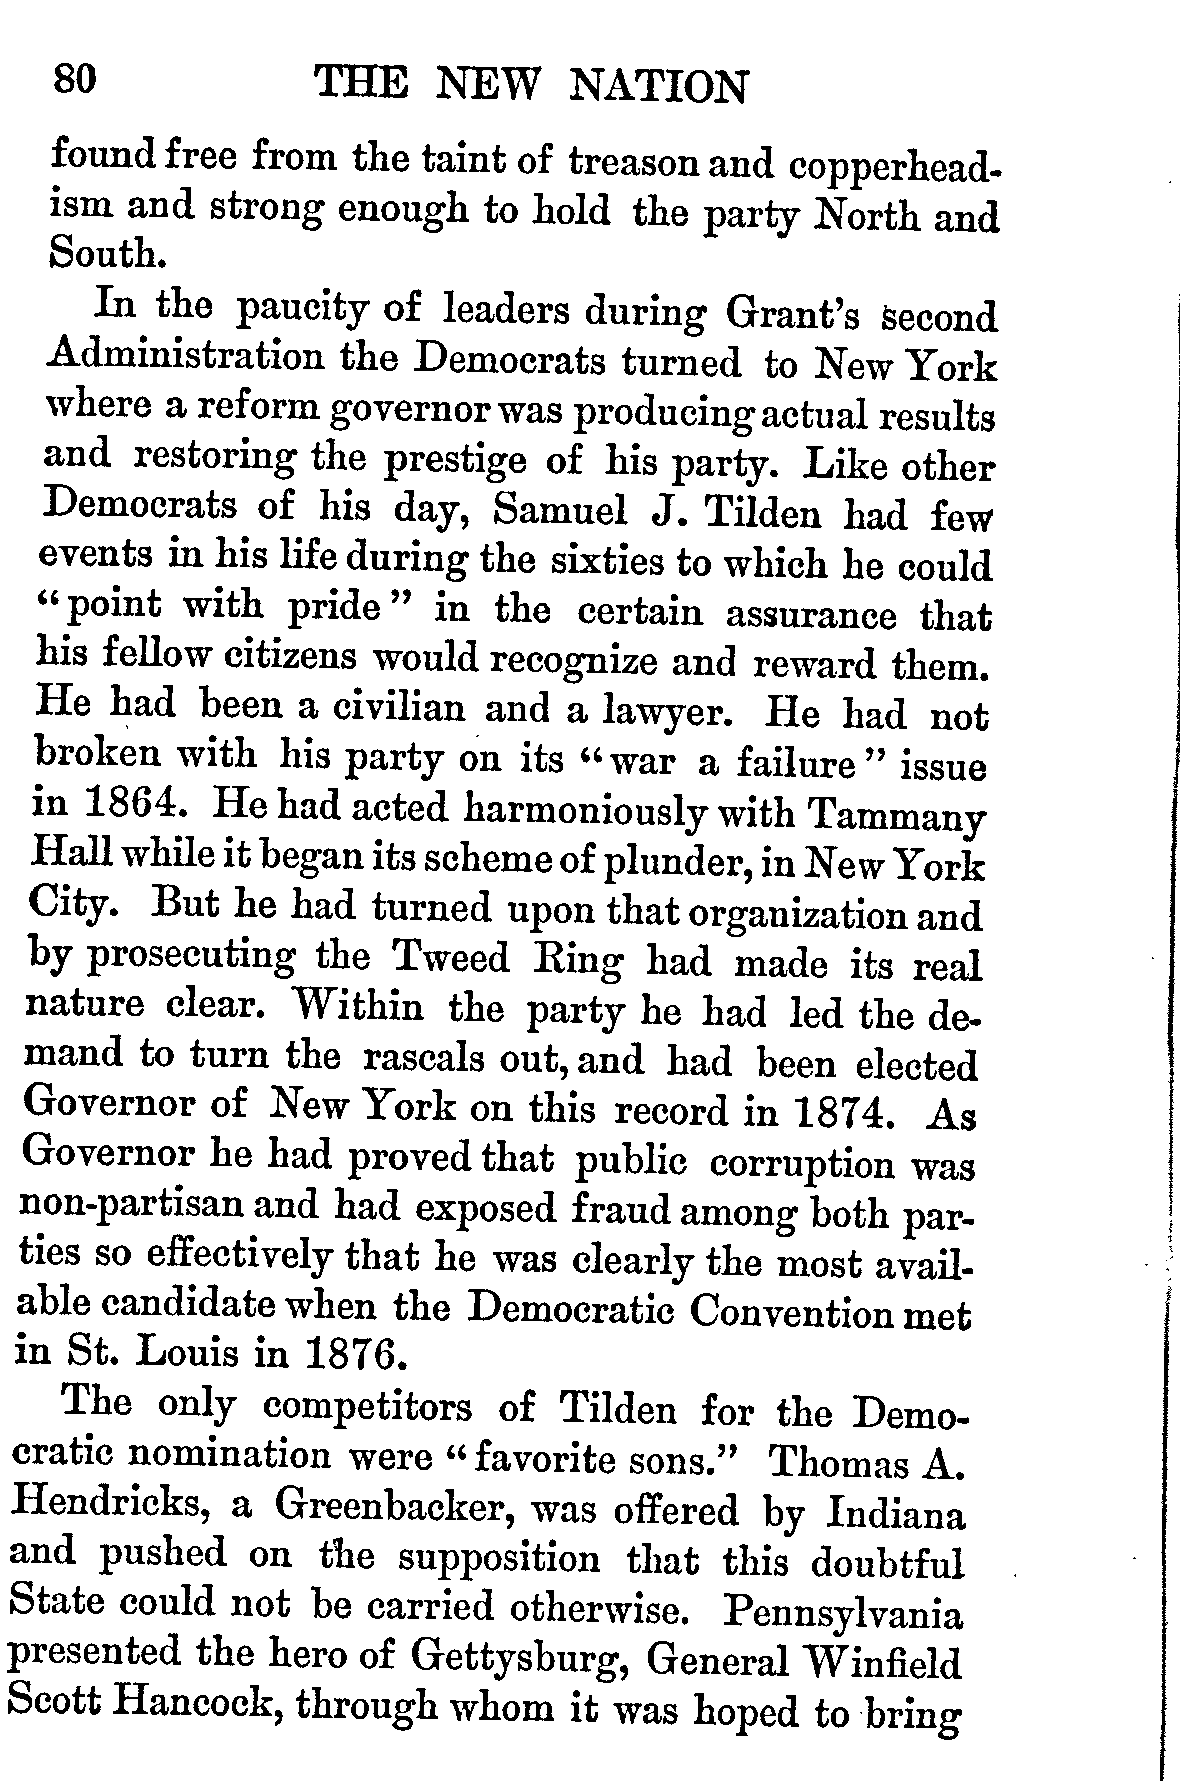 80 THE NEW NATION
found free from the taint of treason and copperhead-
ism and strong enough to hold the party North and
South.
In the paucity of leaders during Grant's second
Administration the Democrats turned to New York
where a reform governor was producing actual results
and restoring the prestige of his party. Like other
Democrats of his day, Samuel J. Tilden had few
events in his life during the sixties to which he could
“point with pride” in the certain assurance that
his fellow citizens would recognize and reward them.
He had been a civilian and a lawyer. He had not
broken with his party on its “war a failure” issue
in 1864. He had acted harmoniously with Tammany
Hall while it began its scheme of plunder, in New York
City. But he had turned upon that organization and
by prosecuting the Tweed Ring had made its real
nature clear. Within the party he had led the de-
mand to turn the rascals out, and had been elected
Governor of New York on this record in 1874. As
Governor he had proved that public corruption was
non-partisan and had exposed fraud among both par-
ties so effectively that he was clearly the most avail-
able candidate when the Democratic Convention met
in St. Louis in 1876.
The only competitors of Tilden for the Demo-
cratic nomination were “favorite sons.” Thomas A.
Hendricks, a Greenbacker, was offered by Indiana
and pushed on the supposition that this doubtful
State could not be carried otherwise. Pennsylvania
presented the hero of Gettysburg, General Winfield
Scott Hancock, through whom it was hoped to bring